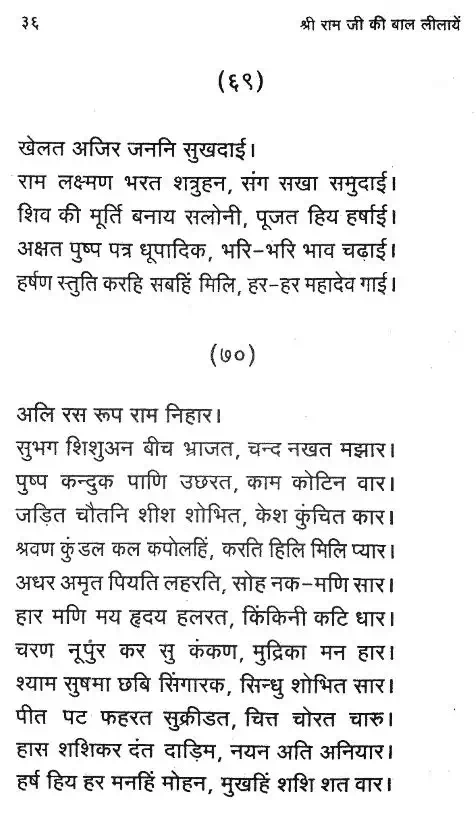 ३६ श्री राम जी की बाल लीलायें
(६९)
खेलत अजिर जननि सुखदाई।
राम लक्ष्मण भरत शत्रुहन, संग सखा समुदाई।
शिव की मूर्ति बनाय सलोनी, पूजत हिय हर्षाई।
अक्षत पुष्प पत्र धूपादिक, भरि-भरि भाव चढ़ाई।
हर्षण स्तुति करहि सबहिं मिलि, हर-हर महादेव गाई।
(७०)
अलि रस रूप राम निहार।
सुभग शिशुअन बीच भ्राजत, चन्द नखत मझार।
पुष्प कन्दुक पाणि उछरत, काम कोटिन वार।
जड़ित चौतनि शीश शोभित, केश कुंचित कार।
श्रवण कुंडल कल कपोलहिं, करति हिलि मिलि प्यार।
अधर अमृत पियति लहरति, सोह नक-मणि सार।
हार मणि मय हृदय हलरत, किंकिनी कटि धार।
चरण नूपुंर कर सु कंकण, मुद्रिका मन हार।
श्याम सुषमा छबि सिंगारक, सिन्धु शोभित सार।
पीत पट फहरत सुक्रीडत, चित्त चोरत चारु।
हास शशिकर दंत दाड़िम, नयन अति अनियार।
हर्ष हिय हर मनहिं मोहन, मुखहिं शशि शत वार।